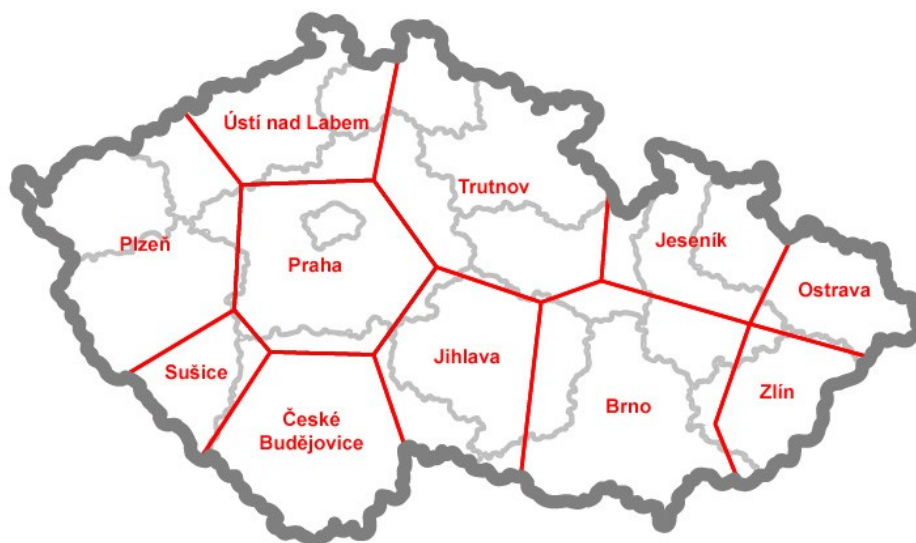 Ústí nad Labem
Trutnov
Plzeň
Praha
Jeseník
Ostrava
Sušice
Jihlava
České
Budějovice
Brno
Zlín